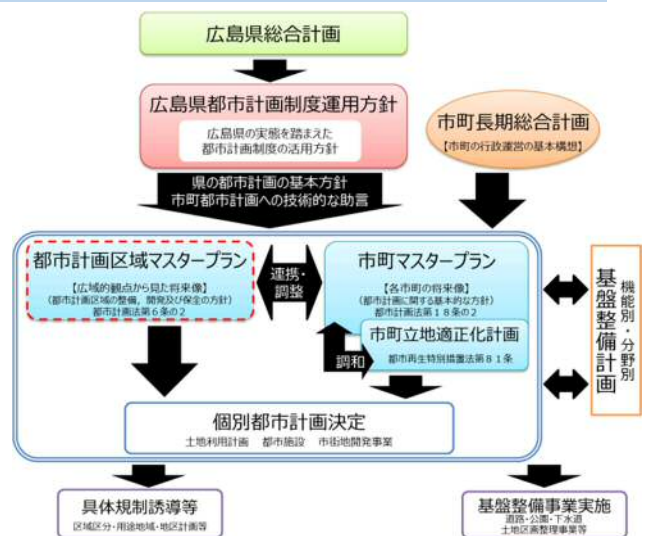 広島県総合計画
広島県都市計画制度運用方針
広島県の実態を踏まえた
都市計画制度の活用方針
市町長期総合計画
【市町の行政運営の基本構想】
県の都市計画の基本方針
市町都市計画への技術的な助言
都市計画区域マスタープラン
【広域的観点から見た将来像】
(都市計画区域の整備，開発及び保全の方針)
都市計画法第6条の2
連携・
調整
市町マスタープラン
【各市町の将来像】
(都市計画に関する基本的な方針)
都市計画法第18条の2
市町立地適正化計画
都市再生特別措置法第81条
調和
機能別・分野別
基盤整備計画
個別都市計画決定
土地利用計画　都市施設　市街地開発事業
具体規制誘導等
区域区分・用途地域・地区計画等
基盤整備事業実施
道路・公園・下水道
土地区画整理事業等